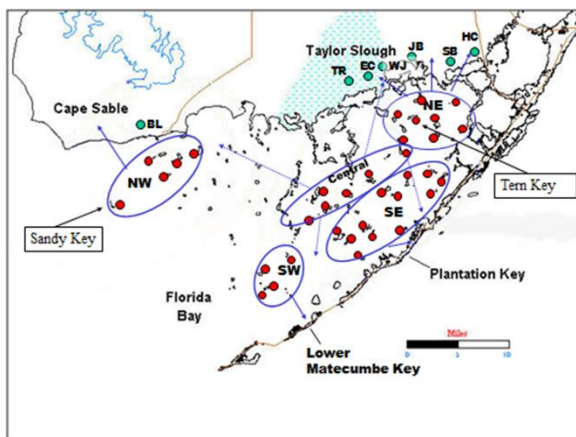 HC
JB
SB
Taylor Slough
WJ
EC
TR
NE
Cape Sable
BL
Central
NW
Tern Key
SE
Sandy Key
SW
Plantation Key
Florida
Bay
Miles
0 5 10
Lower
Matecumbe Key